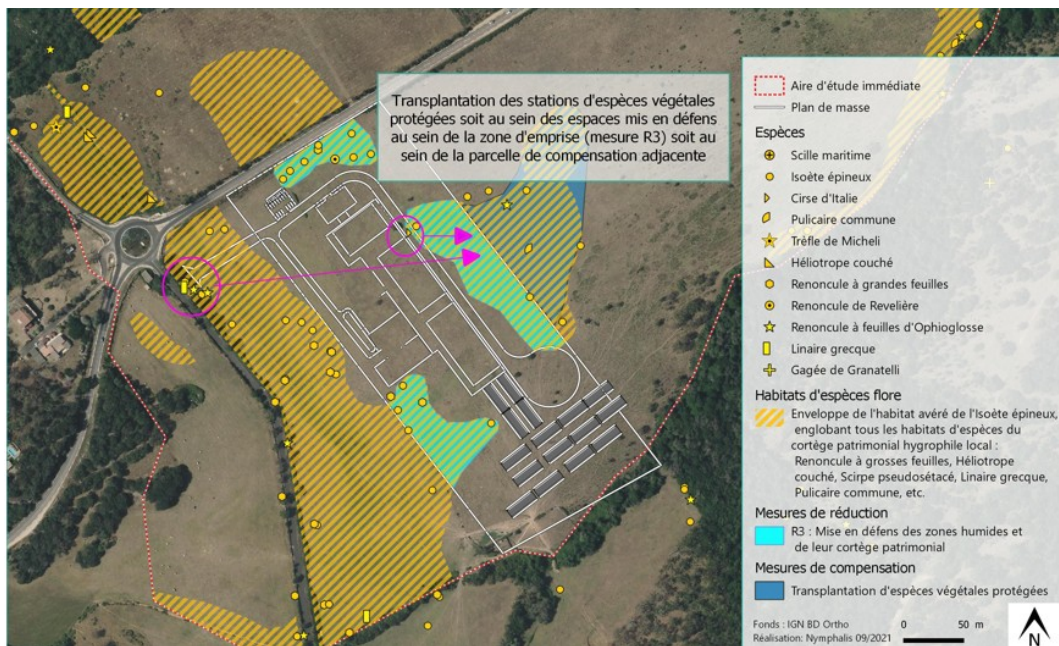 Transplantation des stations d'espèces végétales
protégées soit au sein des espaces mis en défens
au sein de la zone d'emprise (mesure R3) soit au
sein de la parcelle de compensation adjacente
Aire d'étude immédiate
Plan de masse
Espèces
Scille maritime
Isoète épineux
Cirse d'Italie
Pulicaire commune
Trèfle de Micheli
Héliotrope couché
Renoncule à grandes feuilles
Renoncule de Revelière
Renoncule à feuilles d'Ophioglosse
Linaire grecque
Gagée de Granatelli
Habitats d'espèces flore
Enveloppe de l'habitat avéré de l'Isoète épineux,
englobant tous les habitats d'espèces du
cortège patrimonial hygrophile local :
Renoncule à grosses feuilles, Héliotrope
couché, Scirpe pseudosétacé, Linaire grecque,
Pulicaire commune, etc.
Mesures de réduction
R3 : Mise en défens des zones humides et
de leur cortège patrimonial
Mesures de compensation
Transplantation d'espèces végétales protégées
Fonds : IGN BD Ortho
Réalisation: Nymphalis 09/2021
0 50 m
N